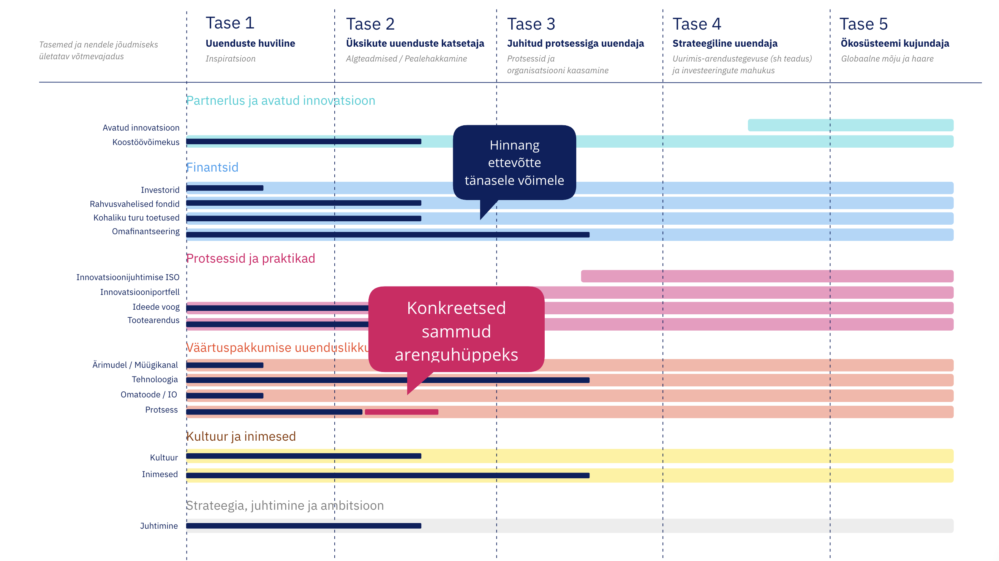 Tase 1
Tase 2
Tase 3
Tase 4
Tase 5
Tasemed ja nendele jõudmiseks
ületatav võtmevajadus
Uuenduste huviline
Üksikute uuenduste katsetaja
Juhitud protsessiga uuendaja
Strateegiline uuendaja
Ökosüsteemi kujundaja
Inspiratsioon
Algteadmised / Pealehakkamine
Protsessid ja
organisatsiooni kaasamine
Uurimis-arendustegevuse (sh teadus)
ja investeeringute mahukus
Globaalne mõju ja haare
Partnerlus ja avatud innovatsioon
Avatud innovatsioon
Koostöövõimekus
Hinnang
ettevõtte
tänasele võimele
Finantsid
Investorid
Rahvusvahelised fondid
Kohaliku turu toetused
Omafinantseering
Protsessid ja praktikad
Innovatsioonijuhtimise ISO
Innovatsiooniportfell
Ideede voog
Tootearendus
Konkreetsed
sammud
arenguhüppeks
Väärtuspakkumise
Ärimudel / Müügikanal
Tehnoloogia
Omatoode / IO
Protsess
Kultuur ja inimesed
Kultuur
Inimesed
Strateegia, juhtimine ja ambitsioon
Juhtimine